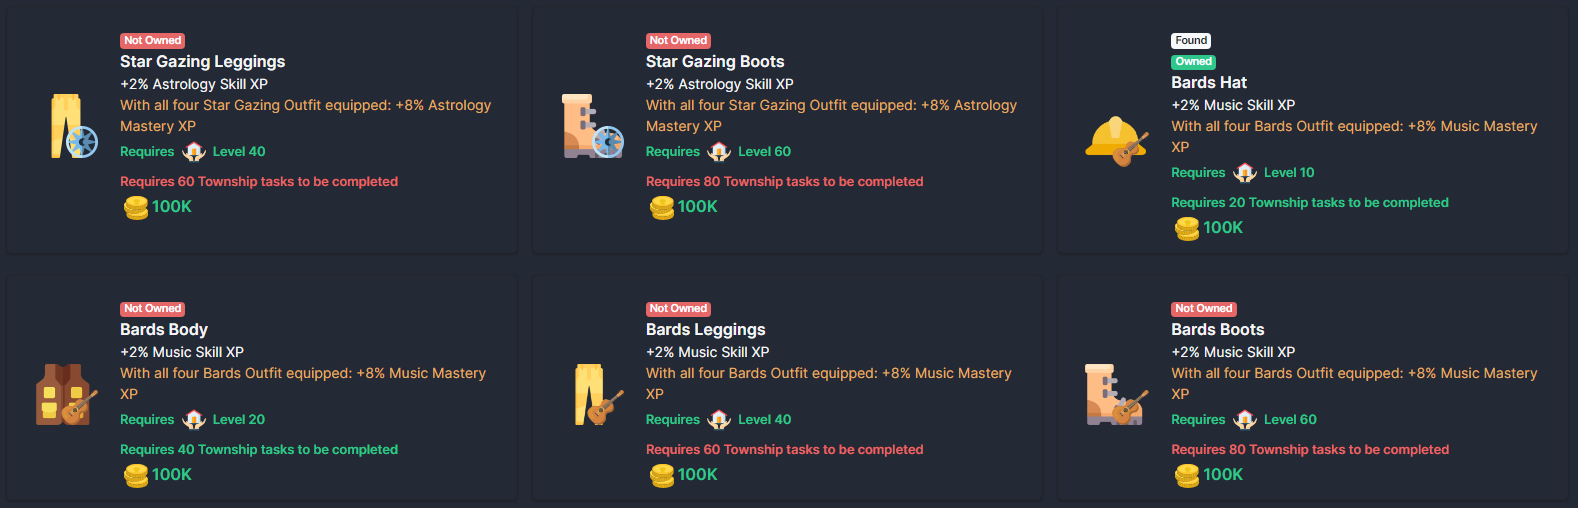 Not Owned
Star Gazing Leggings
+2% Astrology Skill XP
With all four Star Gazing Outfit equipped: +8% Astrology
Mastery XP
Requires Level 40
Requires 60 Township tasks to be completed
100K
Not Owned
Star Gazing Boots
+2% Astrology Skill XP
With all four Star Gazing Outfit equipped: +8% Astrology
Mastery XP
Requires Level 60
Requires 80 Township tasks to be completed
100K
Found
Owned
Bards Hat
+2% Music Skill XP
With all four Bards Outfit equipped: +8% Music Mastery
XP
Requires Level 10
Requires 20 Township tasks to be completed
100K
Not Owned
Bards Body
+2% Music Skill XP
With all four Bards Outfit equipped: +8% Music Mastery
XP
Requires Level 20
Requires 40 Township tasks to be completed
100K
Not Owned
Bards Leggings
+2% Music Skill XP
With all four Bards Outfit equipped: +8% Music Mastery
XP
Requires Level 40
Requires 60 Township tasks to be completed
100K
Not Owned
Bards Boots
+2% Music Skill XP
With all four Bards Outfit equipped: +8% Music Mastery
XP
Requires Level 60
Requires 80 Township tasks to be completed
100K